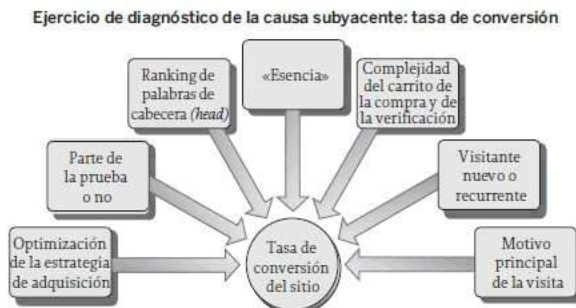 Ejercicio de diagnóstico de la causa subyacente: tasa de conversión
Ranking de
palabras de
cabecera (head)
«Esencia»
Complejidad
del carrito de
la compra y de
la verificación
Parte de
la prueba
o no
Visitante
nuevo o
recurrente
Optimización
de la estrategia
de adquisición
Tasa de
conversión
del sitio
Motivo
principal
de la visita